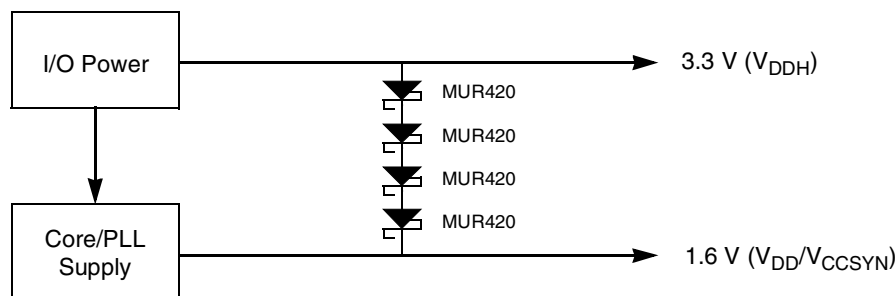 I/O Power
3.3 V (VDDH)
MUR420
MUR420
MUR420
MUR420
Core/PLL
Supply
1.6 V (VDD/VCCSYN)